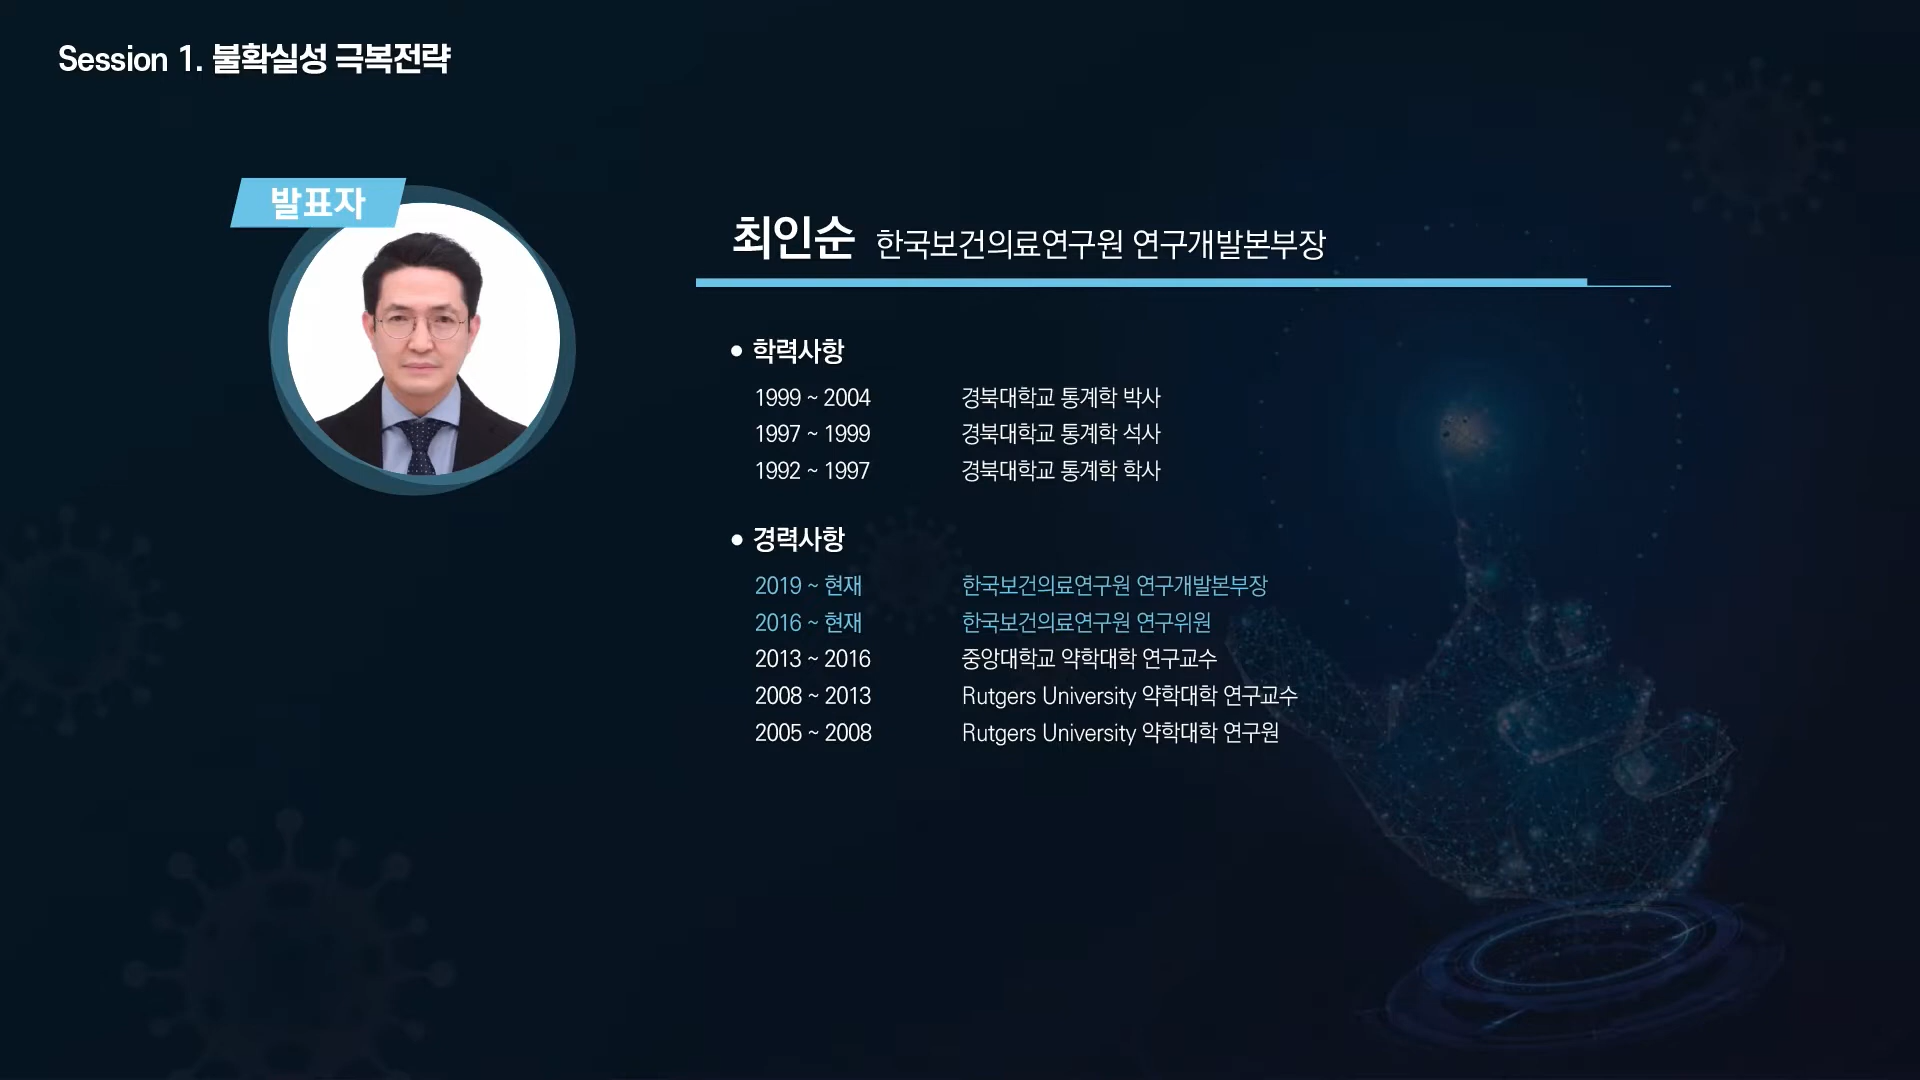 Session 1. 불확실성 극복전략
발표자
최인순 한국보건의료연구원 연구개발본부장
• 학력사항
1999 ~ 2004 경북대학교 통계학 박사
1997 ~ 1999 경북대학교 통계학 석사
1992 ~ 1997 경북대학교 통계학 학사
• 경력사항
2019 ~ 현재 한국보건의료연구원 연구개발본부장
2016 ~ 현재 한국보건의료연구원 연구위원
2013 ~ 2016 중앙대학교 약학대학 연구교수
2008 ~ 2013 Rutgers University 약학대학 연구교수
2005 ~ 2008 Rutgers University 약학대학 연구원